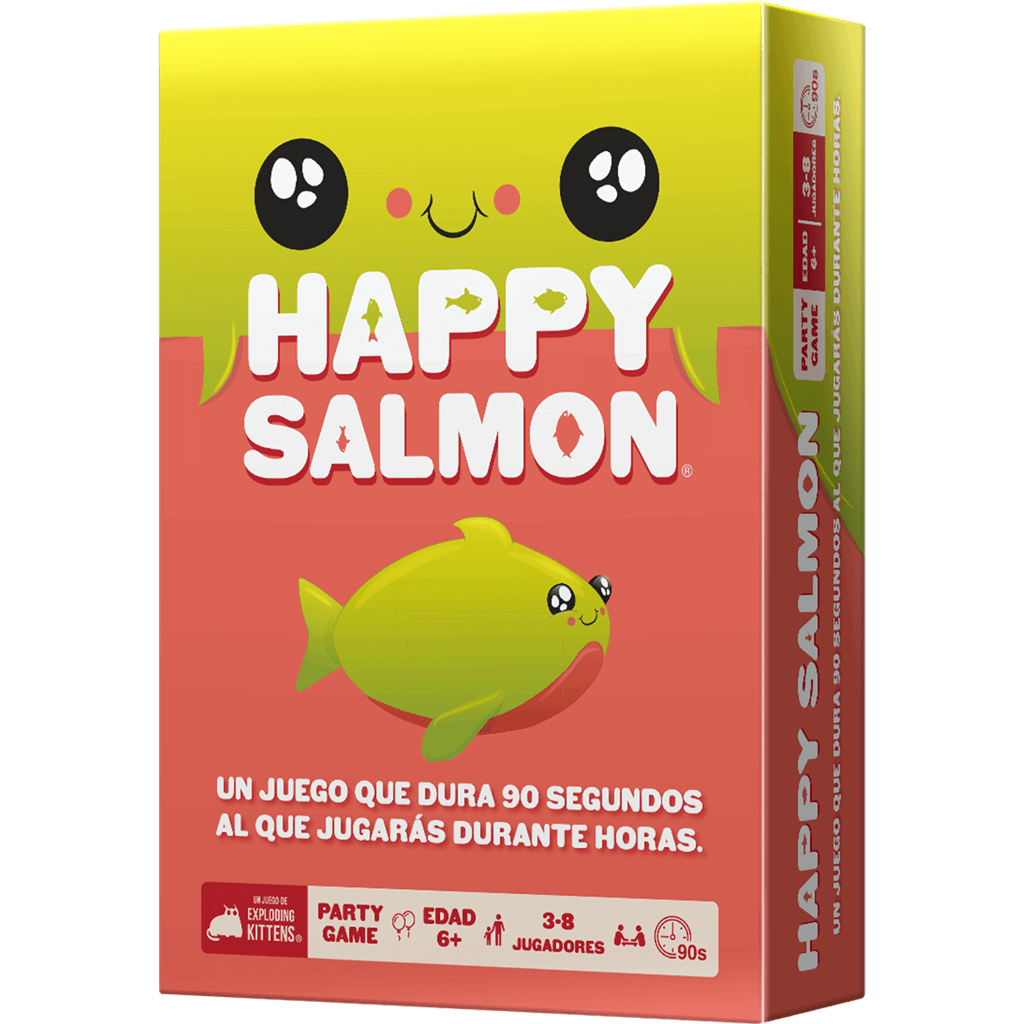 HAPPY
SALMON®
UN JUEGO QUE DURA 90 SEGUNDOS
AL QUE JUGARÁS DURANTE HORAS.
UN JUEGO DE
EXPLODING
KITTENS®
PARTY
GAME
EDAD
6+
3-8
JUGADORES
90s
HAPPY SALMON
UN JUEGO QUE DURA 90 SEGUNDOS AL QUE JUGARÁS DURANTE HORAS.
PARTY
GAME
EDAD
6+
3-8
JUGADORES
90s